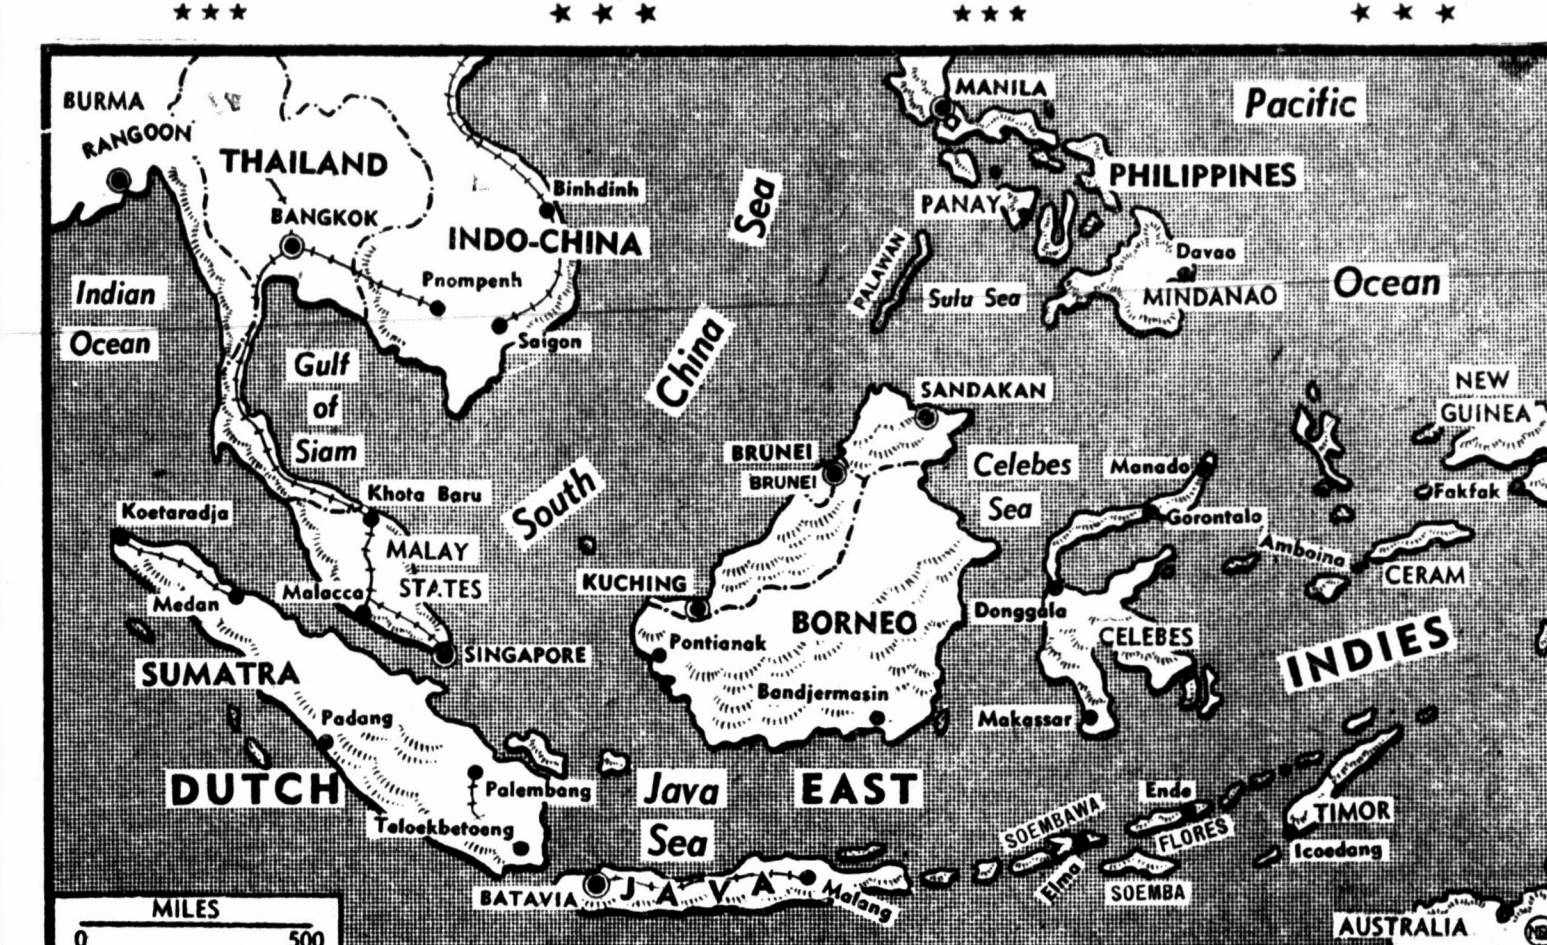 ★ ★ ★ ★ ★ ★ ★ ★ ★ ★ ★ ★
BURMA
RANGOON
THAILAND
BANGKOK
Binhdinh
INDO-CHINA
Pnompenh
Saigon
Indian
Ocean
Gulf
of
Siam
South
China
Sea
MANILA
Pacific
Ocean
PHILIPPINES
PANAY
PALAWAN
Sulu Sea
Davao
MINDANAO
SANDAKAN
BRUNEI
BRUNEI
Celebes
Sea
Manado
Gorontalo
NEW
GUINEA
Fakfak
Amboina
CERAM
Koetaradja
Khota Baru
MALAY
STATES
Malacca
Medan
SINGAPORE
KUCHING
BORNEO
Pontianak
Bandjermasin
Donggala
CELEBES
Makassar
SUMATRA
Padang
Palembang
Teloekbetoeng
DUTCH
EAST
INDIES
Java
Sea
BATAVIA
JAVA
Malang
SOEMBAWA
Elma
Ende
FLORES
SOEMBA
TIMOR
Icoedang
AUSTRALIA
MILES
0 500